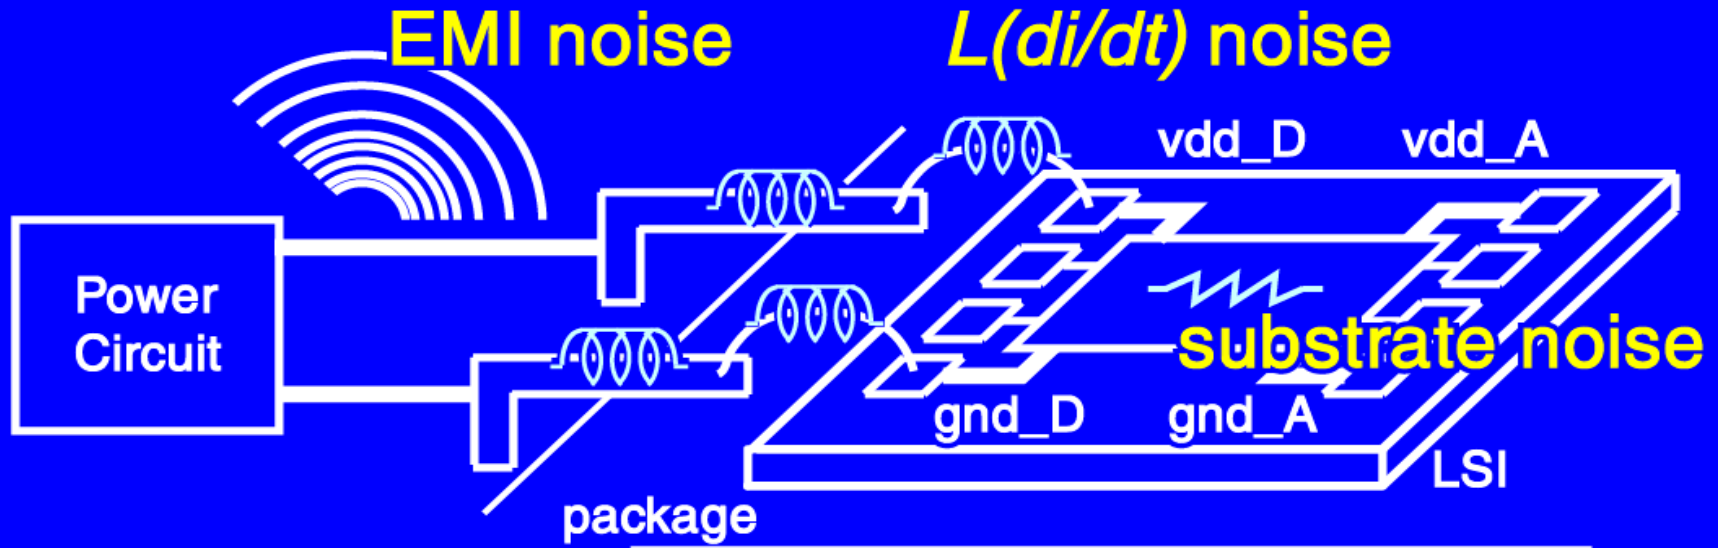 EMI noise
L(di/dt) noise
vdd_D
vdd_A
Power
Circuit
substrate noise
gnd_D
gnd_A
LSI
package